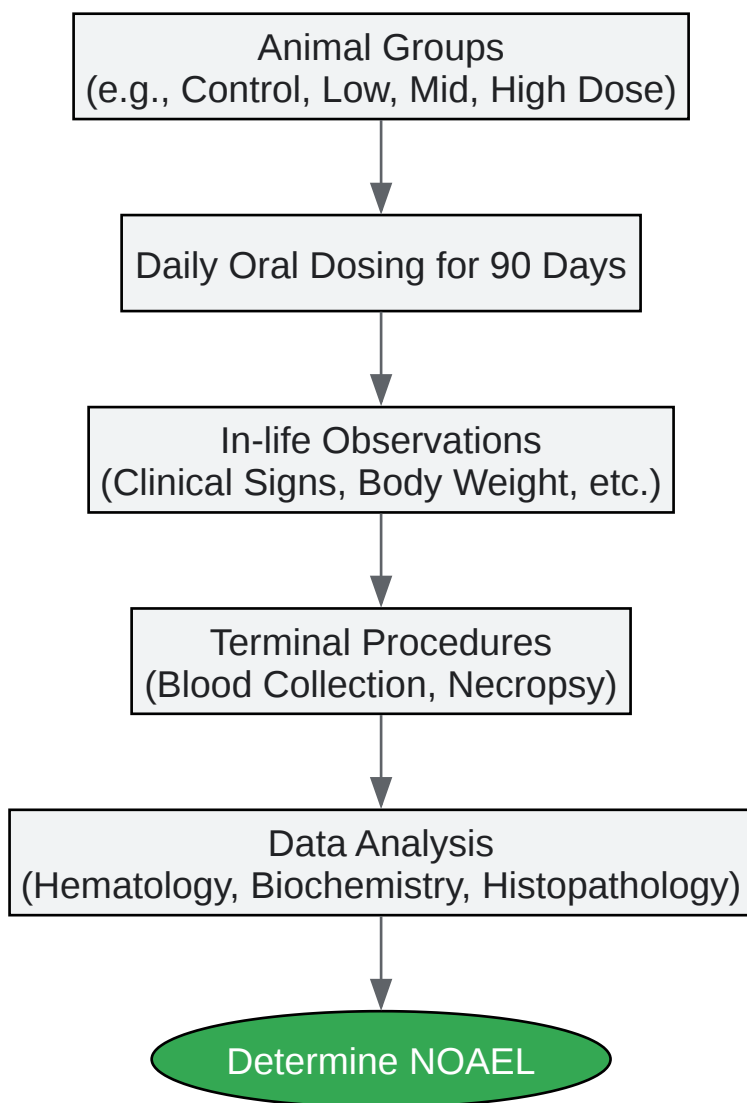 Animal Groups
(e.g., Control, Low, Mid, High Dose)
Daily Oral Dosing for 90 Days
In-life Observations
(Clinical Signs, Body Weight, etc.)
Terminal Procedures
(Blood Collection, Necropsy)
Data Analysis
(Hematology, Biochemistry, Histopathology)
Determine NOAEL